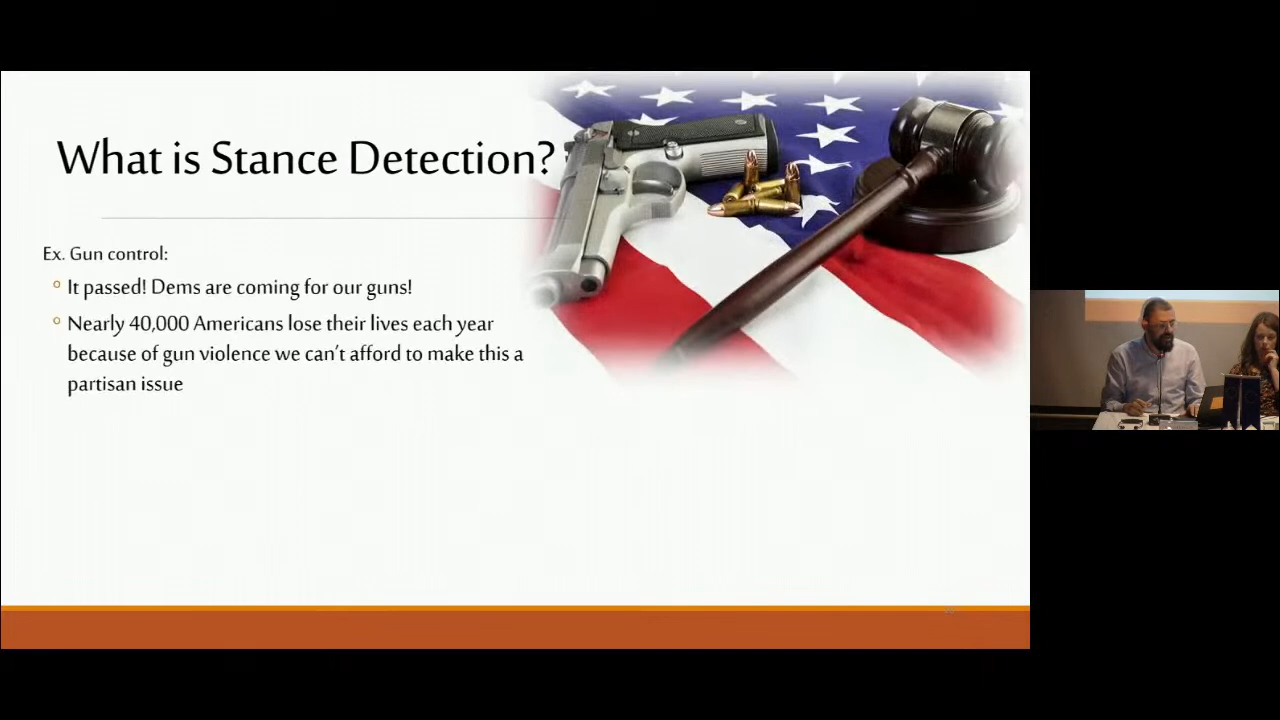 What is Stance Detection?
Ex. Gun control:
It passed! Dems are coming for our guns!
Nearly 40,000 Americans lose their lives each year
because of gun violence we can't afford to make this a
partisan issue